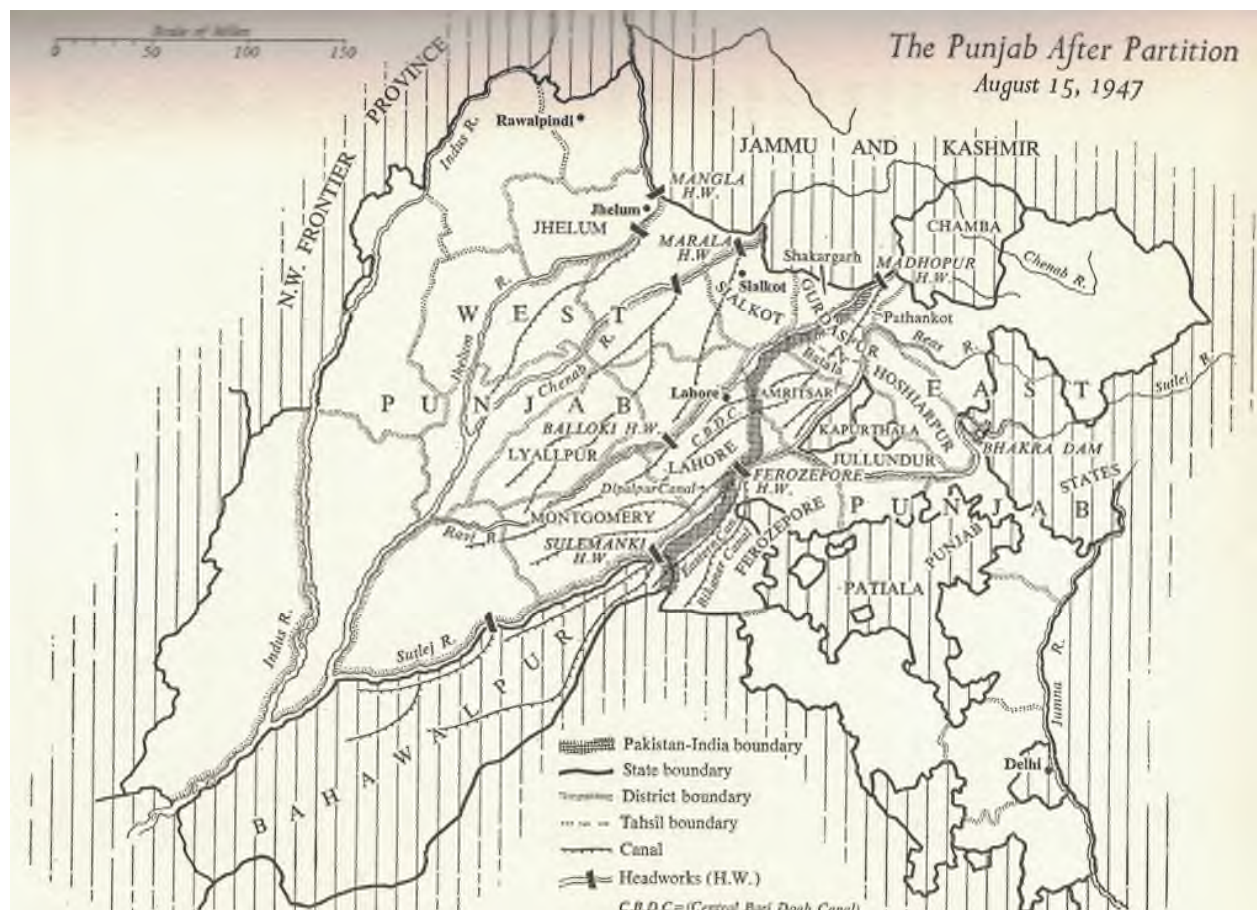 Scale of Miles
0 50 100 150
The Punjab After Partition
August 15, 1947
N.W. FRONTIER PROVINCE
Indus R.
Rawalpindi
JAMMU AND KASHMIR
MANGLA
H.W.
Jhelum
JHELUM
MARALA
H.W.
Shakargarh
CHAMBA
Chenab R.
MADHOPUR
H.W.
Sialkot
SIALKOT
GURDASPUR
Pathankot
WEST
PUNJAB
Jhelum R.
Chenab R.
Batala
Beas R.
HOSHIARPUR
EAST
PUNJAB
Sutlej R.
Lahore
C.B.D.C.
AMRITSAR
KAPURTHALA
BALLOKI H.W.
LYALLPUR
LAHORE
JULLUNDUR
BHAKRA DAM
Dipalpur Canal
FEROZEPORE
H.W.
PUNJAB STATES
MONTGOMERY
Ravi R.
SULEMANKI
H.W
Eastern Can.
Bikaner Canal
FEROZEPORE
PATIALA
Indus R.
Sutlej R.
BAHAWALPUR
Jumna R.
Delhi
Pakistan-India boundary
State boundary
District boundary
Tahsil boundary
Canal
Headworks (H.W.)
C.B.D.C=(Central Bari Doab Canal)